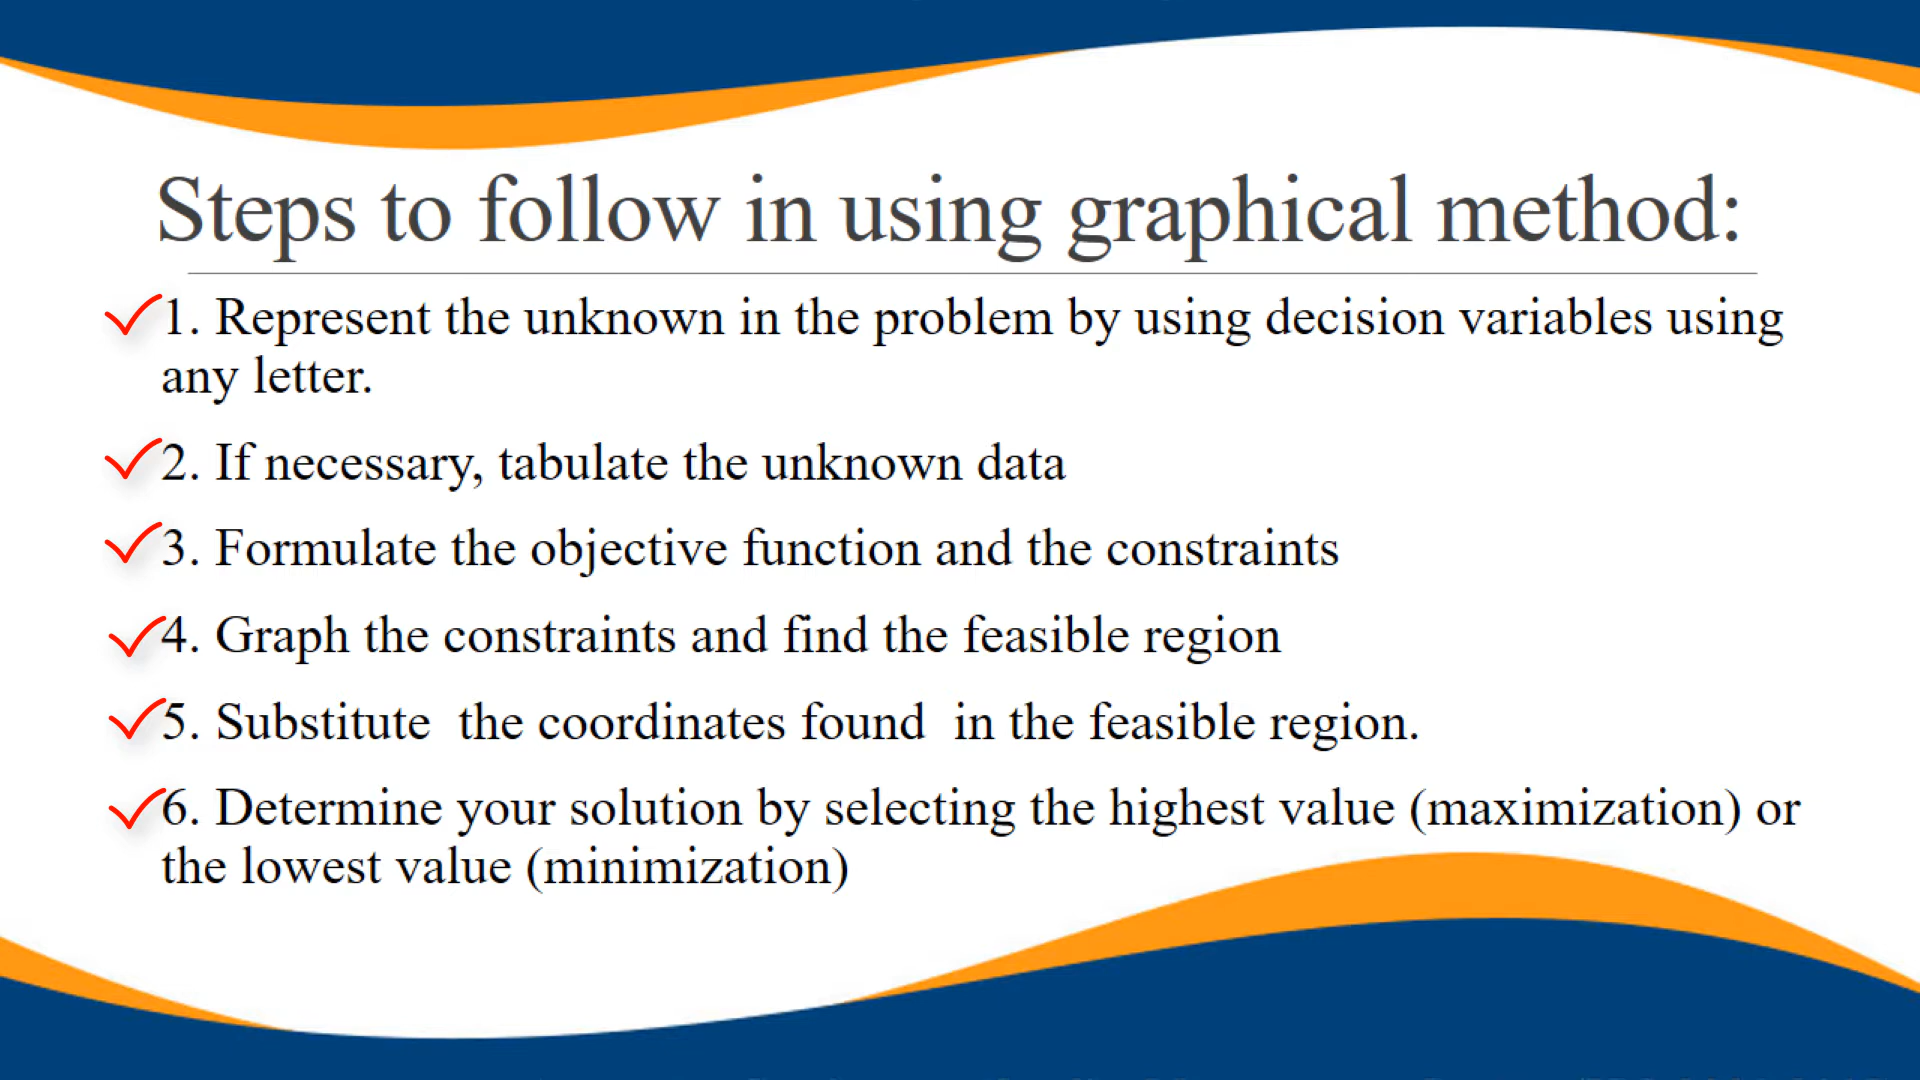 Steps to follow in using graphical method:
1. Represent the unknown in the problem by using decision variables using
any letter.
2. If necessary, tabulate the unknown data
3. Formulate the objective function and the constraints
4. Graph the constraints and find the feasible region
5. Substitute  the coordinates found  in the feasible region.
6. Determine your solution by selecting the highest value (maximization) or
the lowest value (minimization)